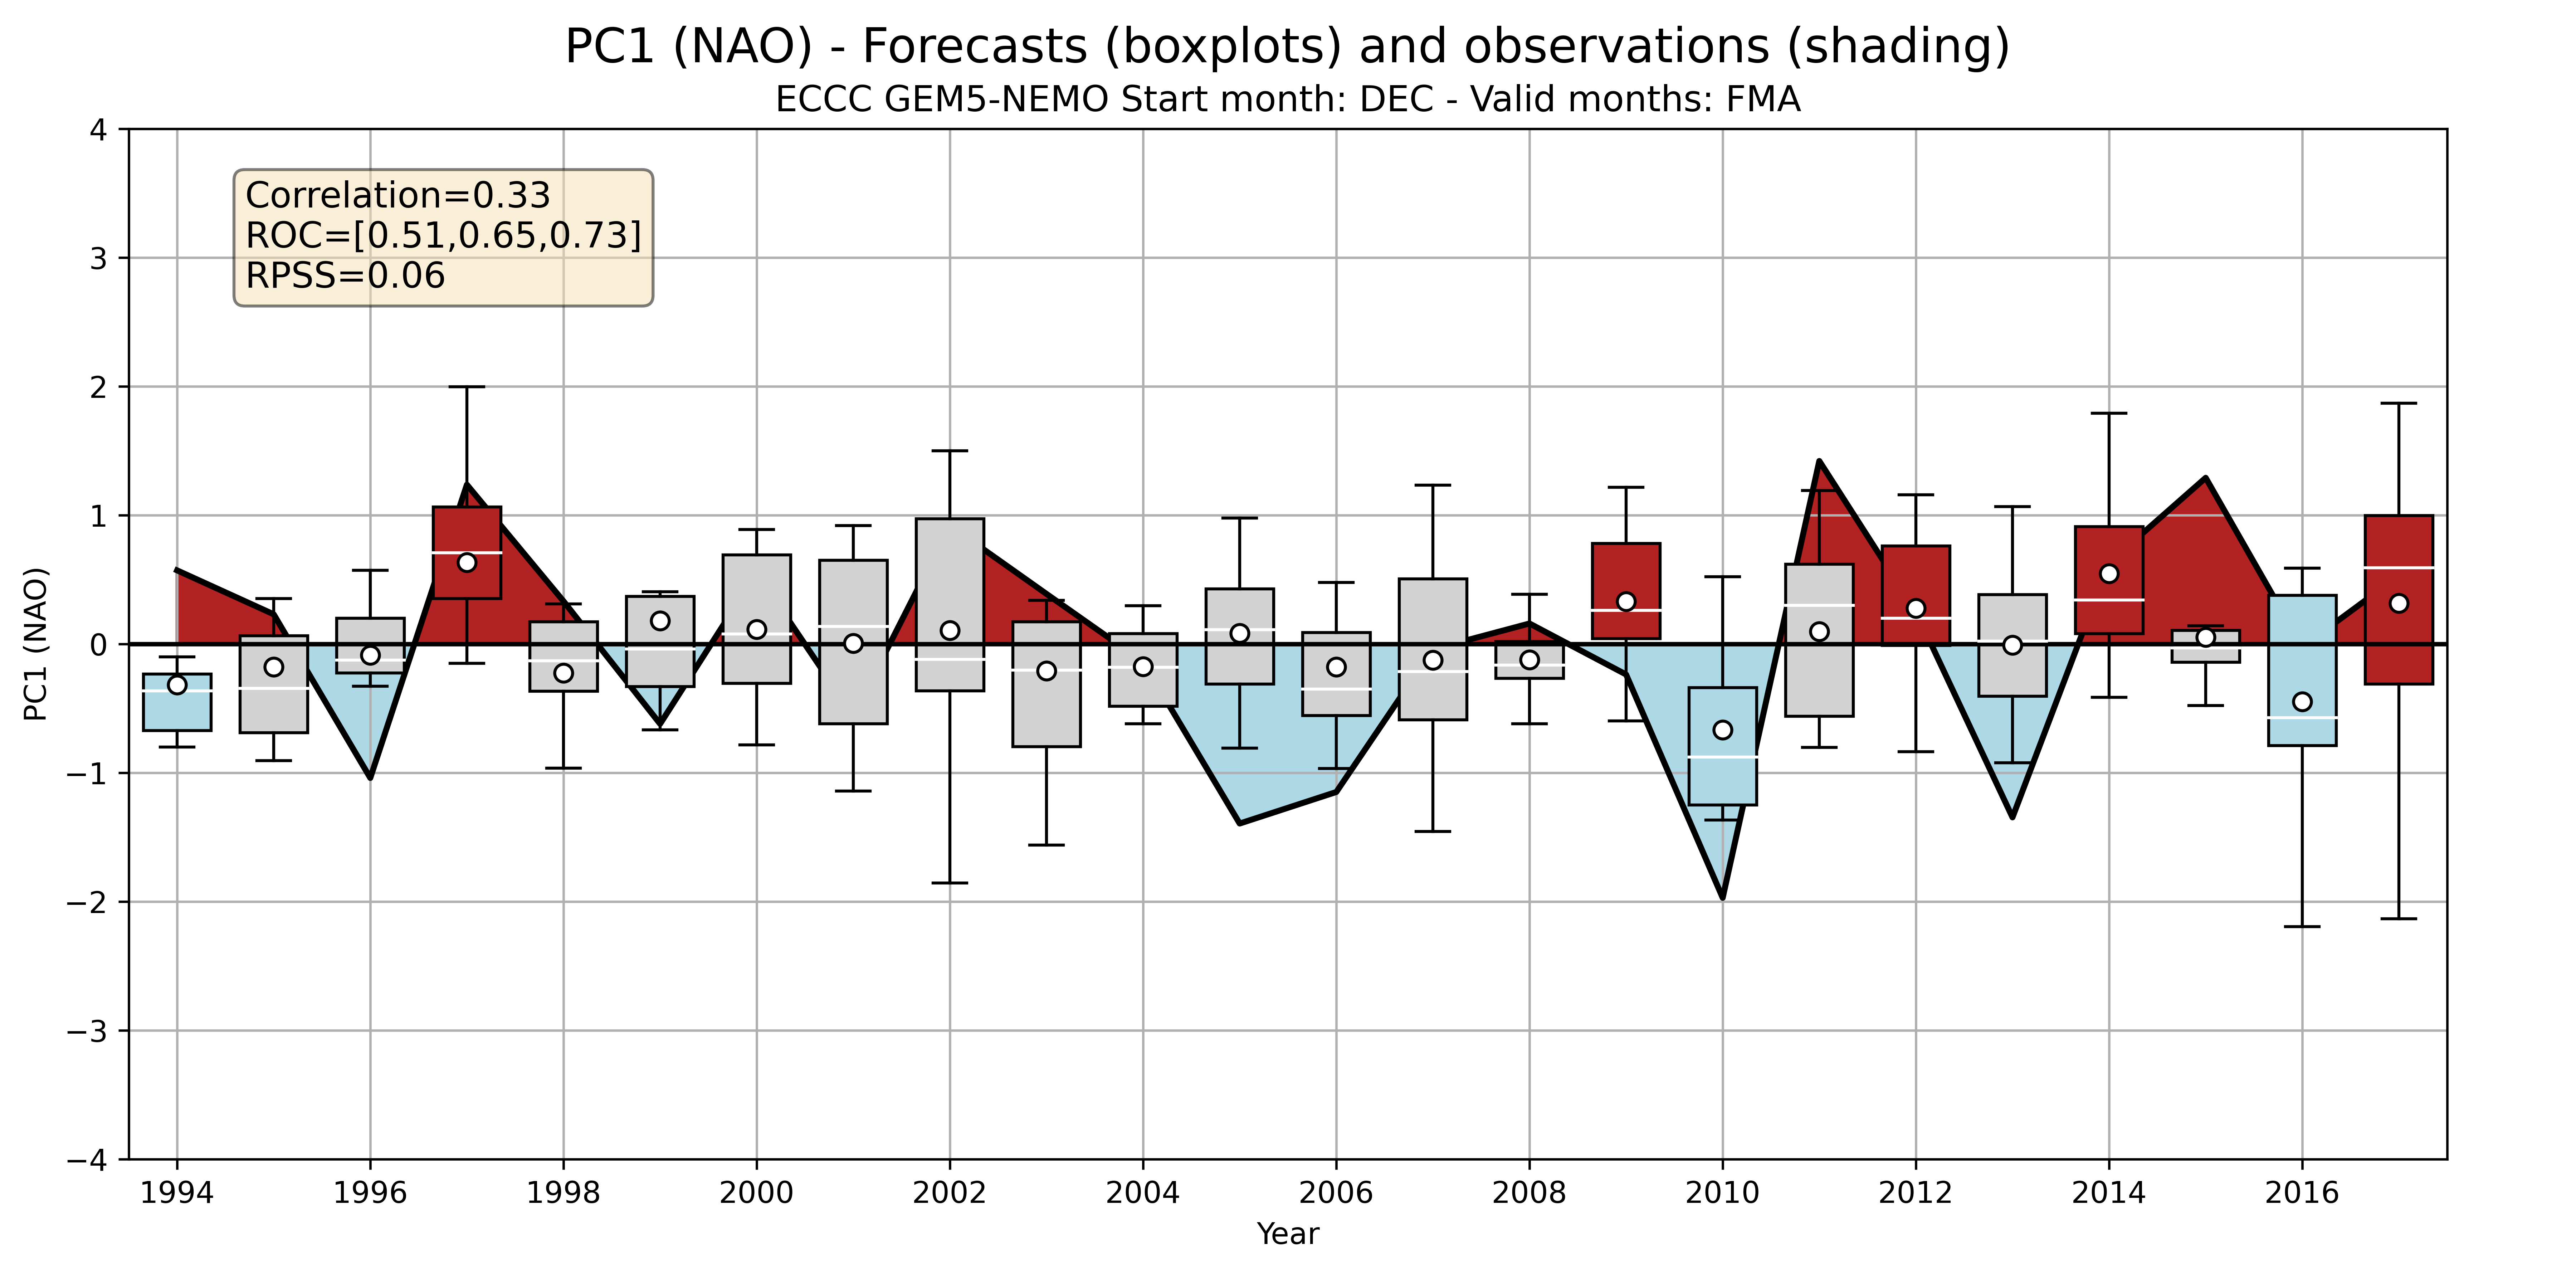 PC1 (NAO) - Forecasts (boxplots) and observations (shading)
ECCC GEM5-NEMO Start month: DEC - Valid months: FMA
Correlation=0.33
ROC=[0.51,0.65,0.73]
RPSS=0.06
PC1 (NAO)
4
3
2
1
0
−1
−2
−3
−4
1994 1996 1998 2000 2002 2004 2006 2008 2010 2012 2014 2016
Year